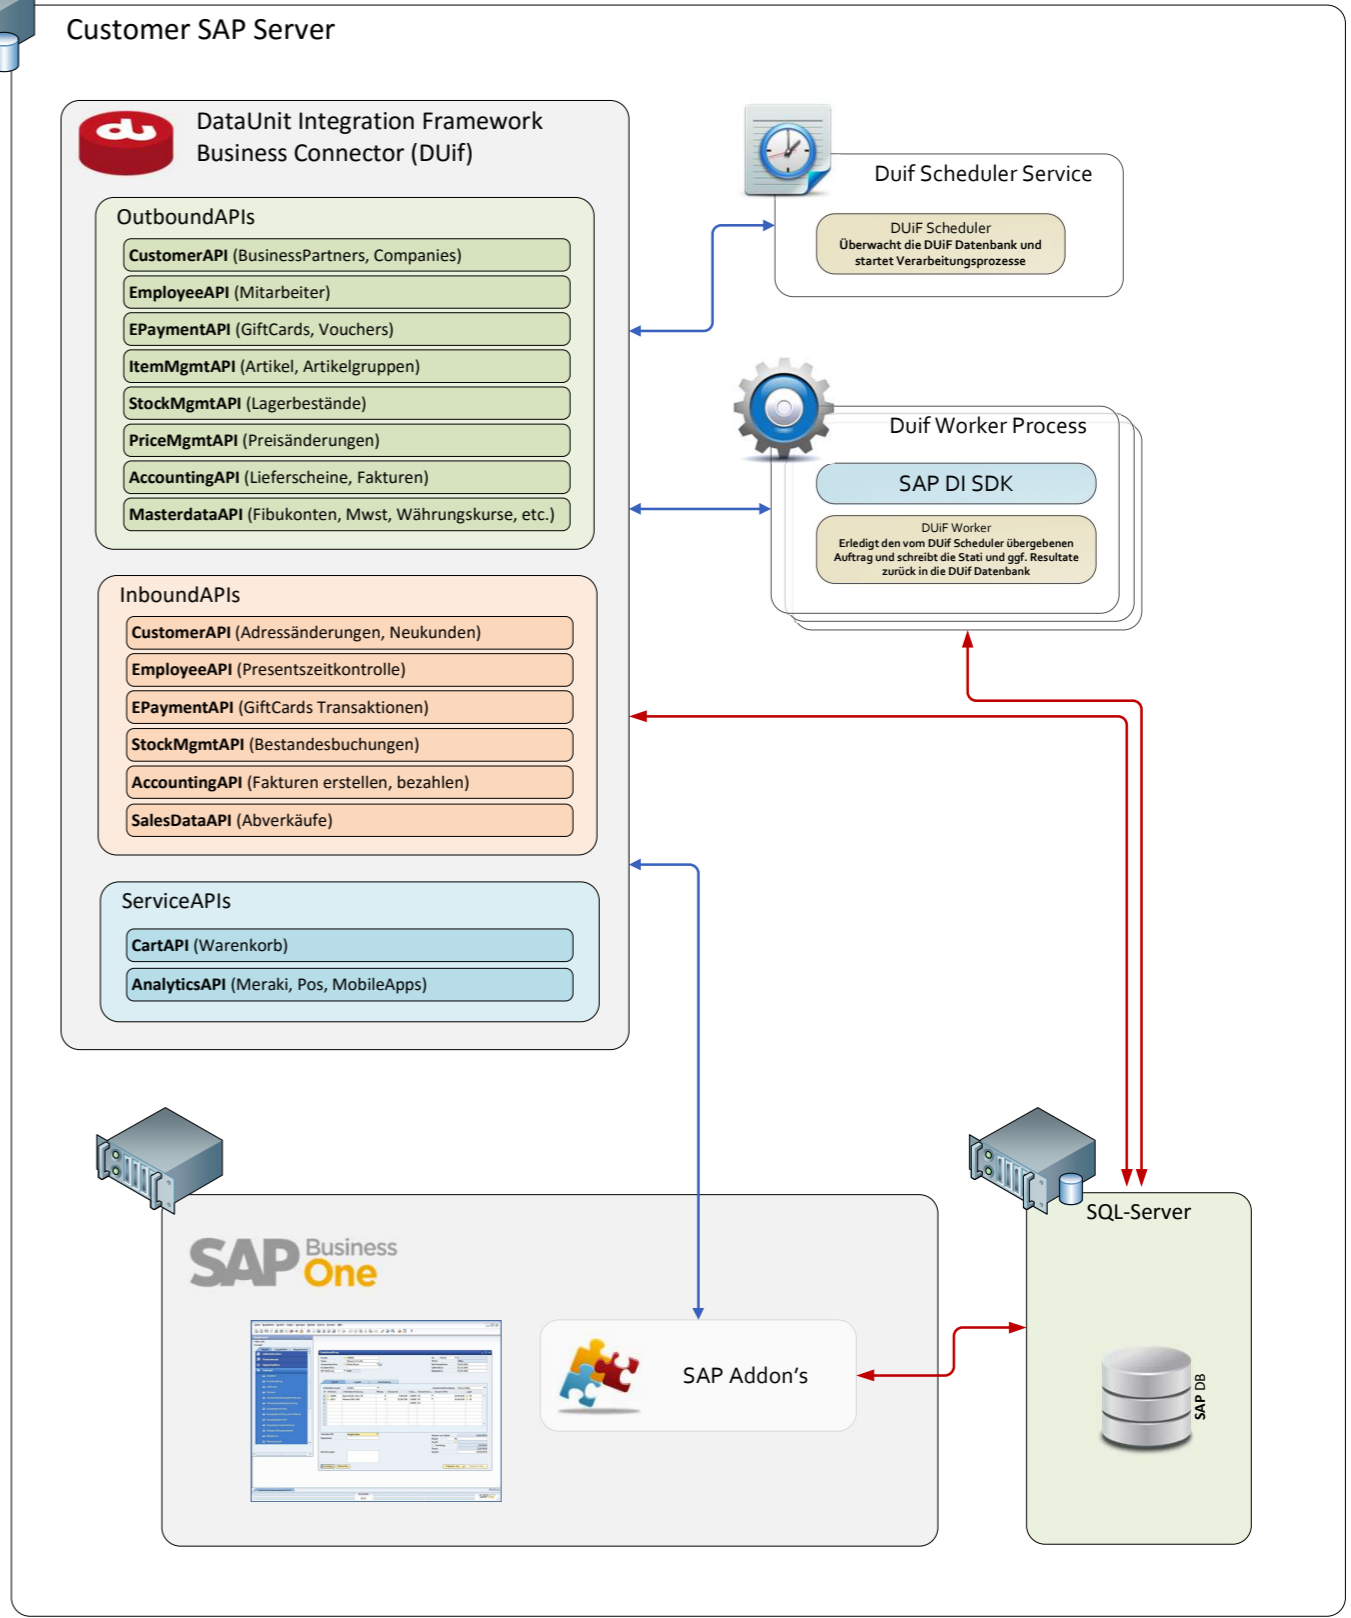 Customer SAP Server
du
DataUnit Integration Framework
Business Connector (DUif)
OutboundAPIs
CustomerAPI (BusinessPartners, Companies)
EmployeeAPI (Mitarbeiter)
EPaymentAPI (GiftCards, Vouchers)
ItemMgmtAPI (Artikel, Artikelgruppen)
StockMgmtAPI (Lagerbestände)
PriceMgmtAPI (Preisänderungen)
AccountingAPI (Lieferscheine, Fakturen)
MasterdataAPI (Fibukonten, Mwst, Währungskurse, etc.)
InboundAPIs
CustomerAPI (Adressänderungen, Neukunden)
EmployeeAPI (Presentszeitkontrolle)
EPaymentAPI (GiftCards Transaktionen)
StockMgmtAPI (Bestandesbuchungen)
AccountingAPI (Fakturen erstellen, bezahlen)
SalesDataAPI (Abverkäufe)
ServiceAPIs
CartAPI (Warenkorb)
AnalyticsAPI (Meraki, Pos, MobileApps)
Duif Scheduler Service
DUiF Scheduler
Überwacht die DUiF Datenbank und
startet Verarbeitungsprozesse
Duif Worker Process
SAP DI SDK
DUiF Worker
Erledigt den vom DUif Scheduler übergebenen
Auftrag und schreibt die Stati und ggf. Resultate
zurück in die DUif Datenbank
SAP Business
One
SAP Addon's
SQL-Server
SAP DB